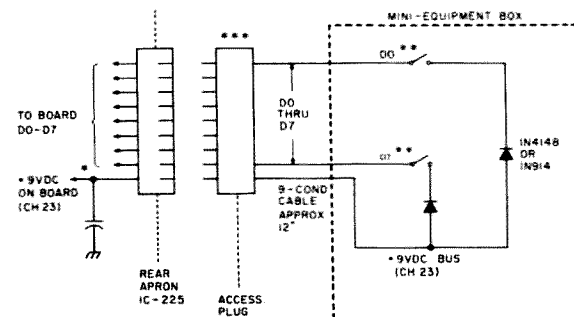 MINI-EQUIPMENT BOX
***
D0 **
TO BOARD
D0-D7
D0
THRU
D7
1N4148
OR
1N914
D7 **
*
+9VDC
ON BOARD
(CH 23)
9-COND
CABLE
APPROX
12"
+9VDC BUS
(CH 23)
REAR
APRON
IC-225
ACCESS.
PLUG